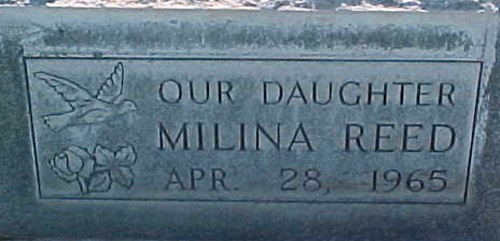 OUR DAUGHTER
MILINA REED
APR. 28, 1965